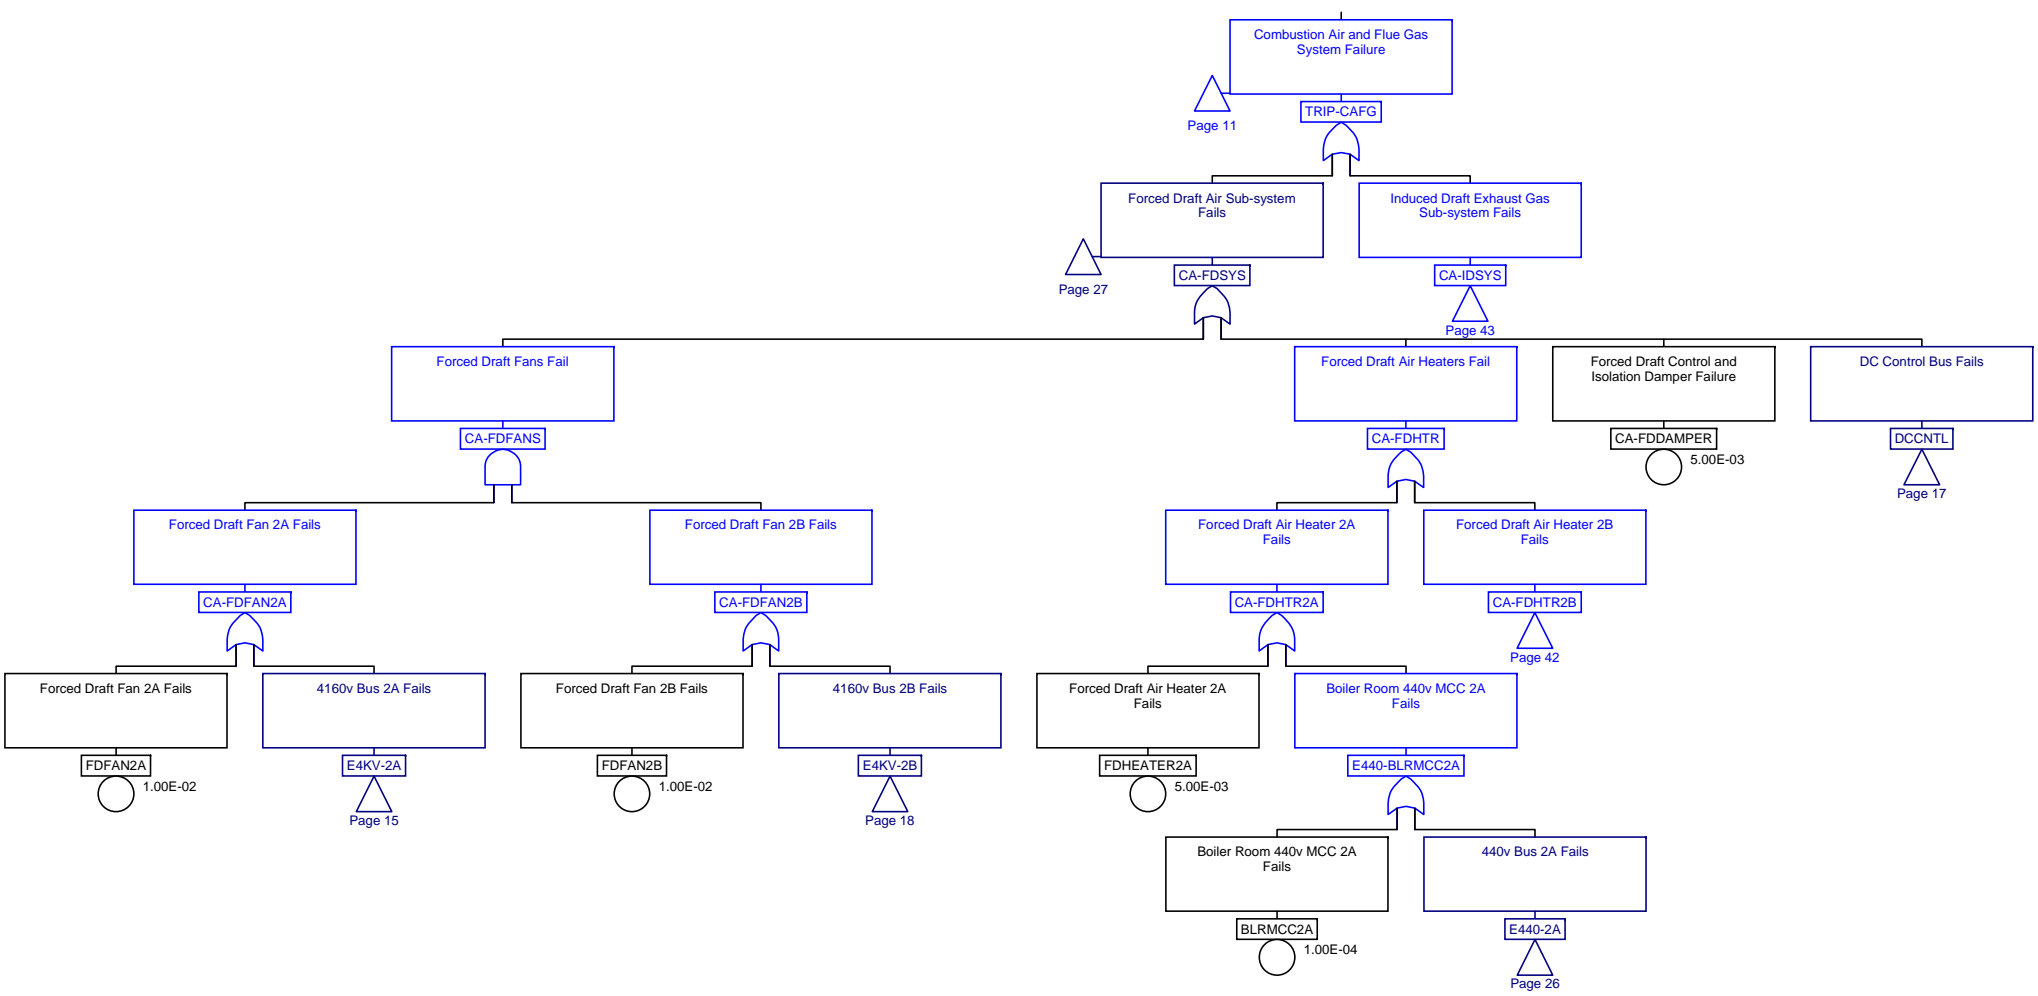 Combustion Air and Flue Gas
System Failure
Page 11
TRIP-CAFG
Forced Draft Air Sub-system
Fails
Page 27
CA-FDSYS
Induced Draft Exhaust Gas
Sub-system Fails
CA-IDSYS
Page 43
Forced Draft Fans Fail
CA-FDFANS
Forced Draft Air Heaters Fail
CA-FDHTR
Forced Draft Control and
Isolation Damper Failure
CA-FDDAMPER
5.00E-03
DC Control Bus Fails
DCCNTL
Page 17
Forced Draft Fan 2A Fails
CA-FDFAN2A
Forced Draft Fan 2B Fails
CA-FDFAN2B
Forced Draft Air Heater 2A
Fails
CA-FDHTR2A
Forced Draft Air Heater 2B
Fails
CA-FDHTR2B
Page 42
Forced Draft Fan 2A Fails
FDFAN2A
1.00E-02
4160v Bus 2A Fails
E4KV-2A
Page 15
Forced Draft Fan 2B Fails
FDFAN2B
1.00E-02
4160v Bus 2B Fails
E4KV-2B
Page 18
Forced Draft Air Heater 2A
Fails
FDHEATER2A
5.00E-03
Boiler Room 440v MCC 2A
Fails
E440-BLRMCC2A
Boiler Room 440v MCC 2A
Fails
BLRMCC2A
1.00E-04
440v Bus 2A Fails
E440-2A
Page 26